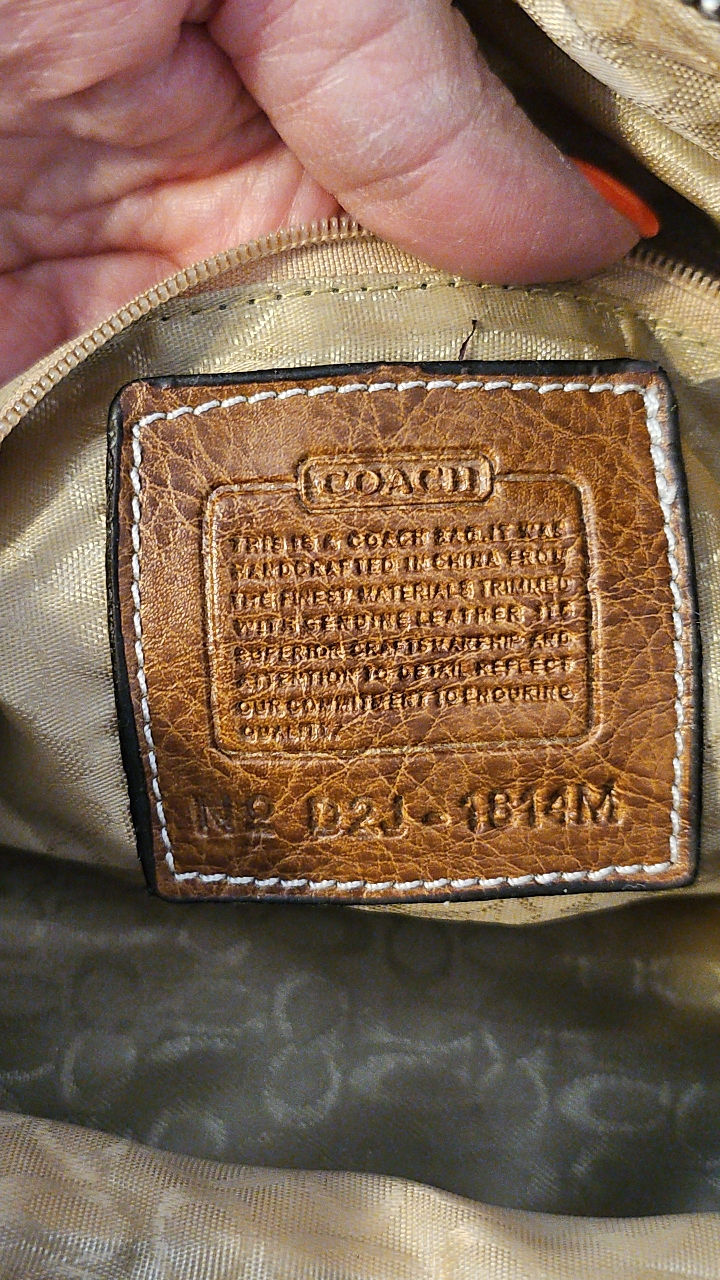 COACH
THIS IS A COACH BAG. IT WAS
HANDCRAFTED IN CHINA FROM
THE FINEST MATERIALS TRIMMED
WITH GENUINE LEATHER. ITS
SUPERIOR CRAFTSMANSHIP AND
ATTENTION TO DETAIL REFLECT
OUR COMMITMENT TO ENDURING
QUALITY.
Nº D2J-1614M